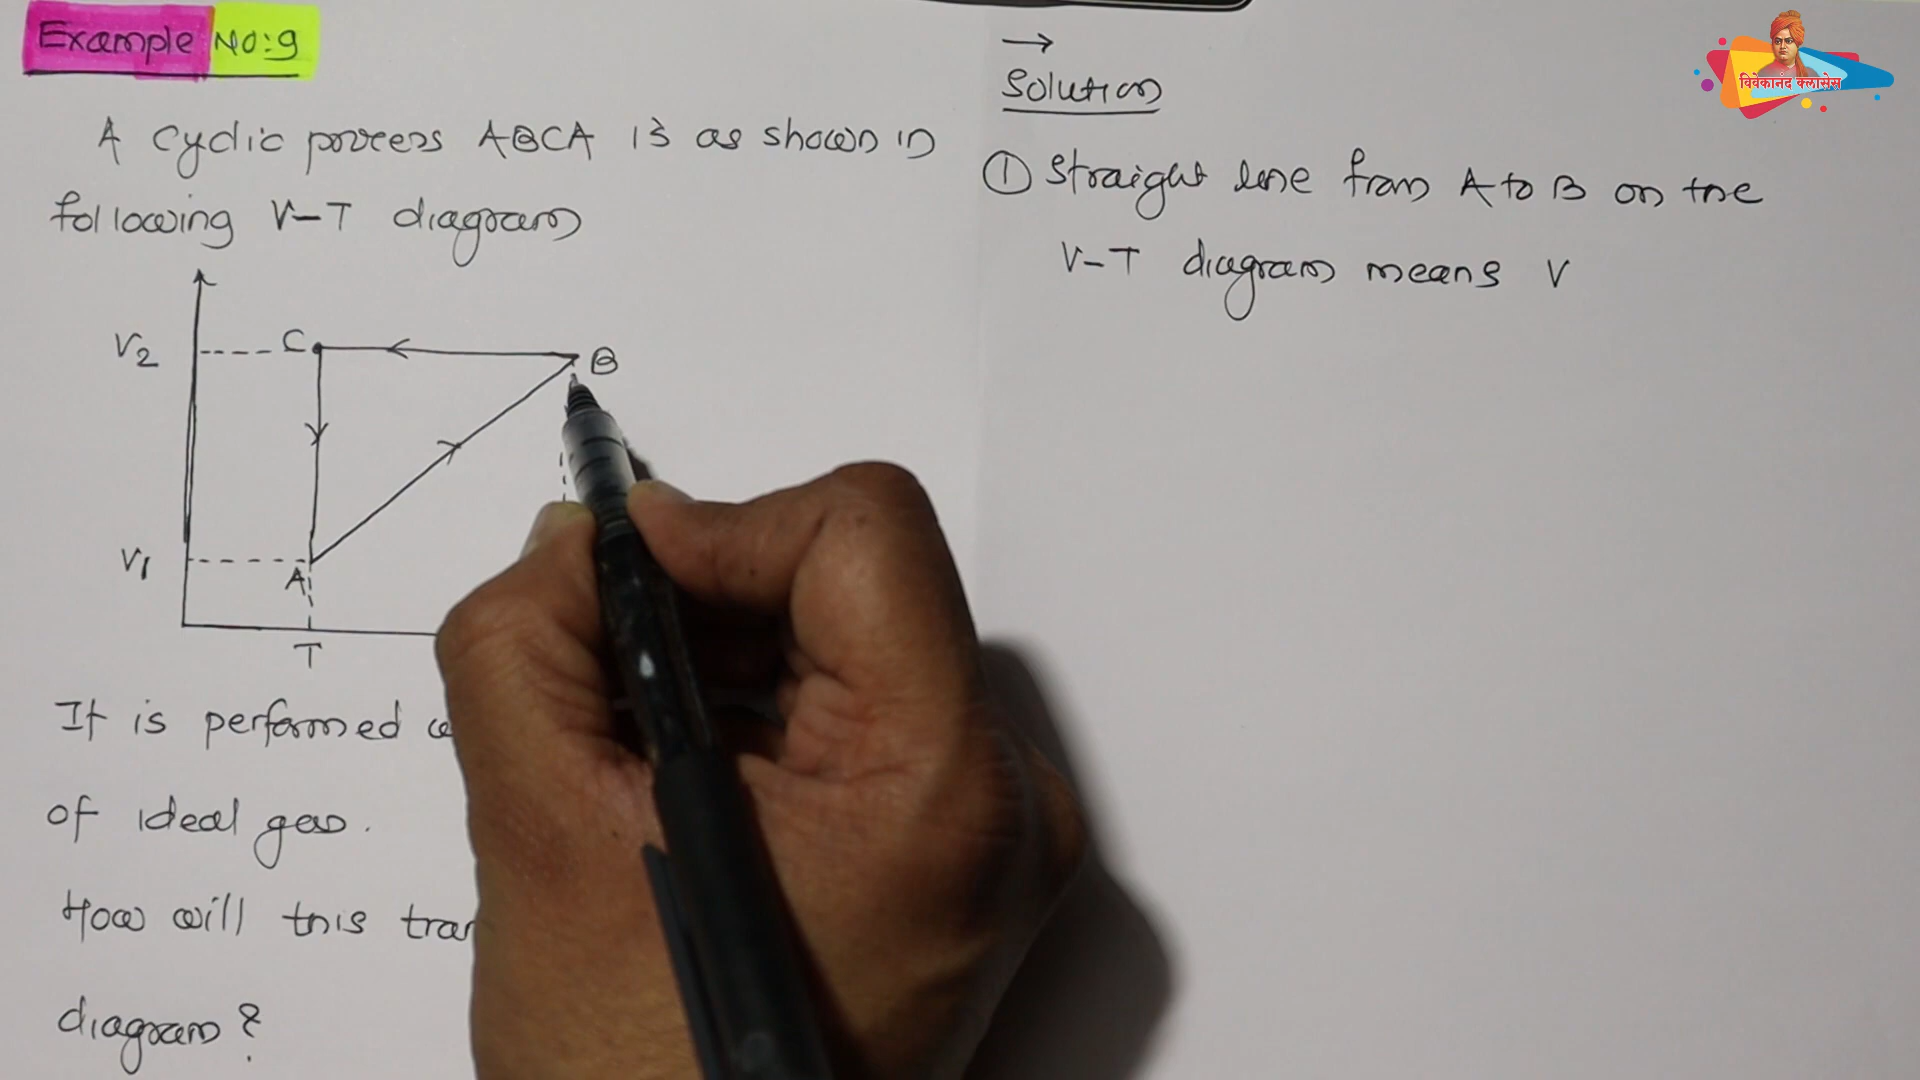 Example No:9
A cyclic process ABCA is as shown in
following V-T diagram
V2
C
B
V1
A
T
It is performed
of ideal gas.
How will this
diagram?
→
Solution
① Straight line from A to B on the
V-T diagram means V
विवेकानंद क्लासेस